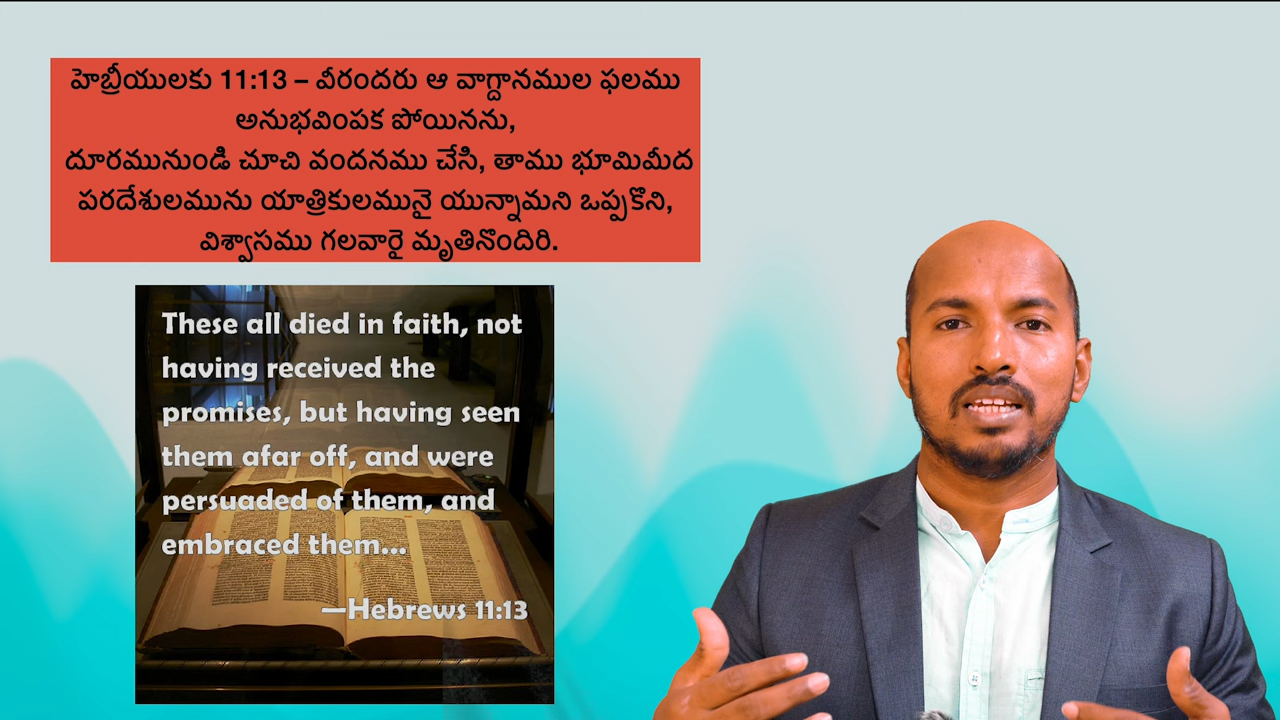 హెబ్రీయులకు 11:13 – వీరందరు ఆ వాగ్దానముల ఫలము
అనుభవింపక పోయినను,
దూరమునుండి చూచి వందనము చేసి, తాము భూమిమీద
పరదేశులమును యాత్రికులమునై యున్నామని ఒప్పుకొని,
విశ్వాసము గలవారై మృతినొందిరి.
These all died in faith, not
having received the
promises, but having seen
them afar off, and were
persuaded of them, and
embraced them...
—Hebrews 11:13